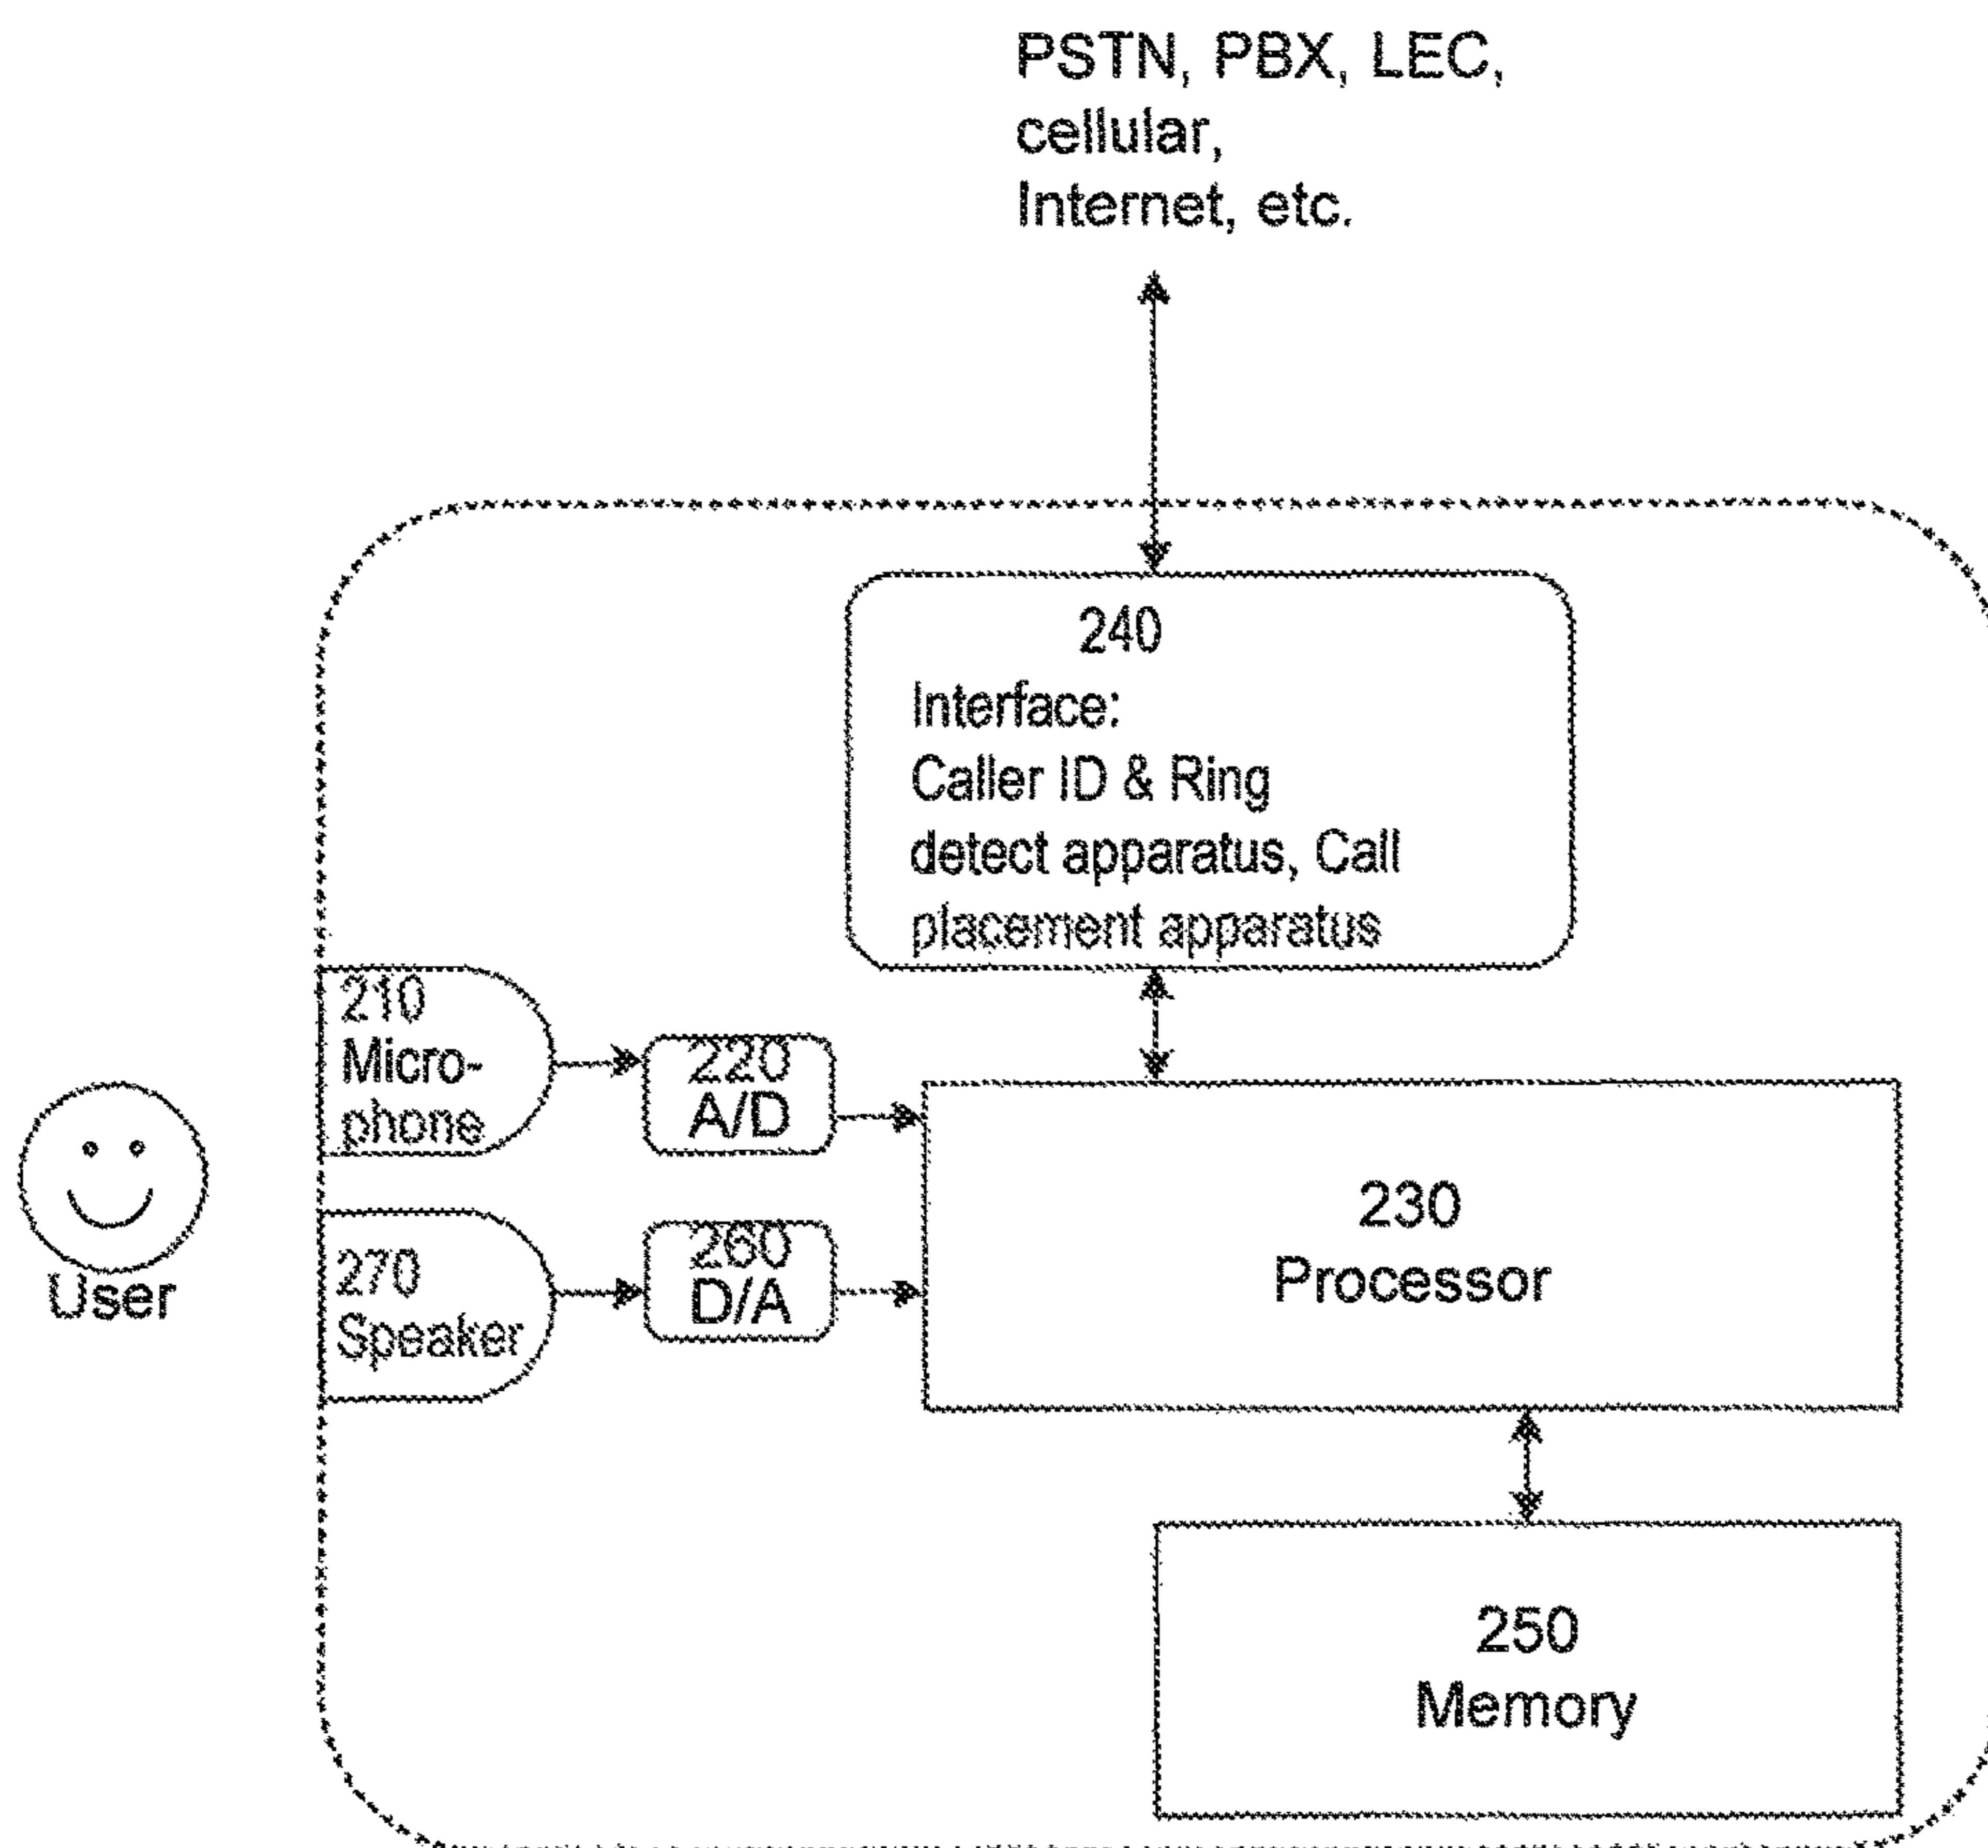 PSTN, PBX, LEC,
cellular,
Internet, etc.
240
Interface:
Caller ID & Ring
detect apparatus, Call
placement apparatus
210
Micro-
phone
220
A/D
230
Processor
User
270
Speaker
260
D/A
250
Memory